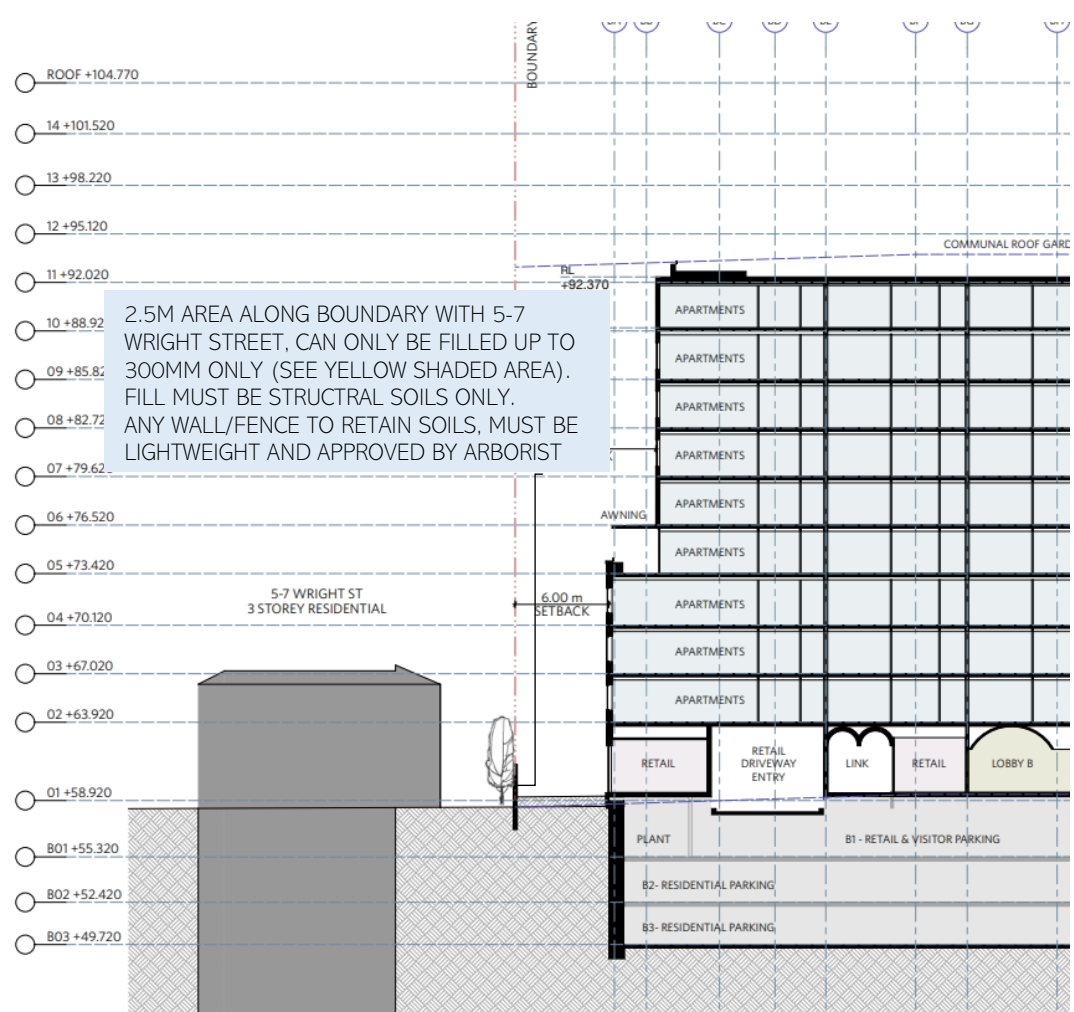 BOUNDARY
ROOF +104.770
14 +101.520
13 +98.220
12 +95.120
COMMUNAL ROOF GARD
11 +92.020
RL
+92.370
APARTMENTS
2.5M AREA ALONG BOUNDARY WITH 5-7
WRIGHT STREET, CAN ONLY BE FILLED UP TO
300MM ONLY (SEE YELLOW SHADED AREA).
FILL MUST BE STRUCTRAL SOILS ONLY.
ANY WALL/FENCE TO RETAIN SOILS, MUST BE
LIGHTWEIGHT AND APPROVED BY ARBORIST
10 +88.92
APARTMENTS
09 +85.82
APARTMENTS
08 +82.72
APARTMENTS
07 +79.62
APARTMENTS
06 +76.520
AWNING
APARTMENTS
05 +73.420
5-7 WRIGHT ST
3 STOREY RESIDENTIAL
6.00 m
SETBACK
APARTMENTS
04 +70.120
APARTMENTS
03 +67.020
APARTMENTS
02 +63.920
RETAIL
RETAIL
DRIVEWAY
ENTRY
LINK
RETAIL
LOBBY B
01 +58.920
PLANT
B1 - RETAIL & VISITOR PARKING
B01 +55.320
B2- RESIDENTIAL PARKING
B02 +52.420
B3- RESIDENTIAL PARKING
B03 +49.720